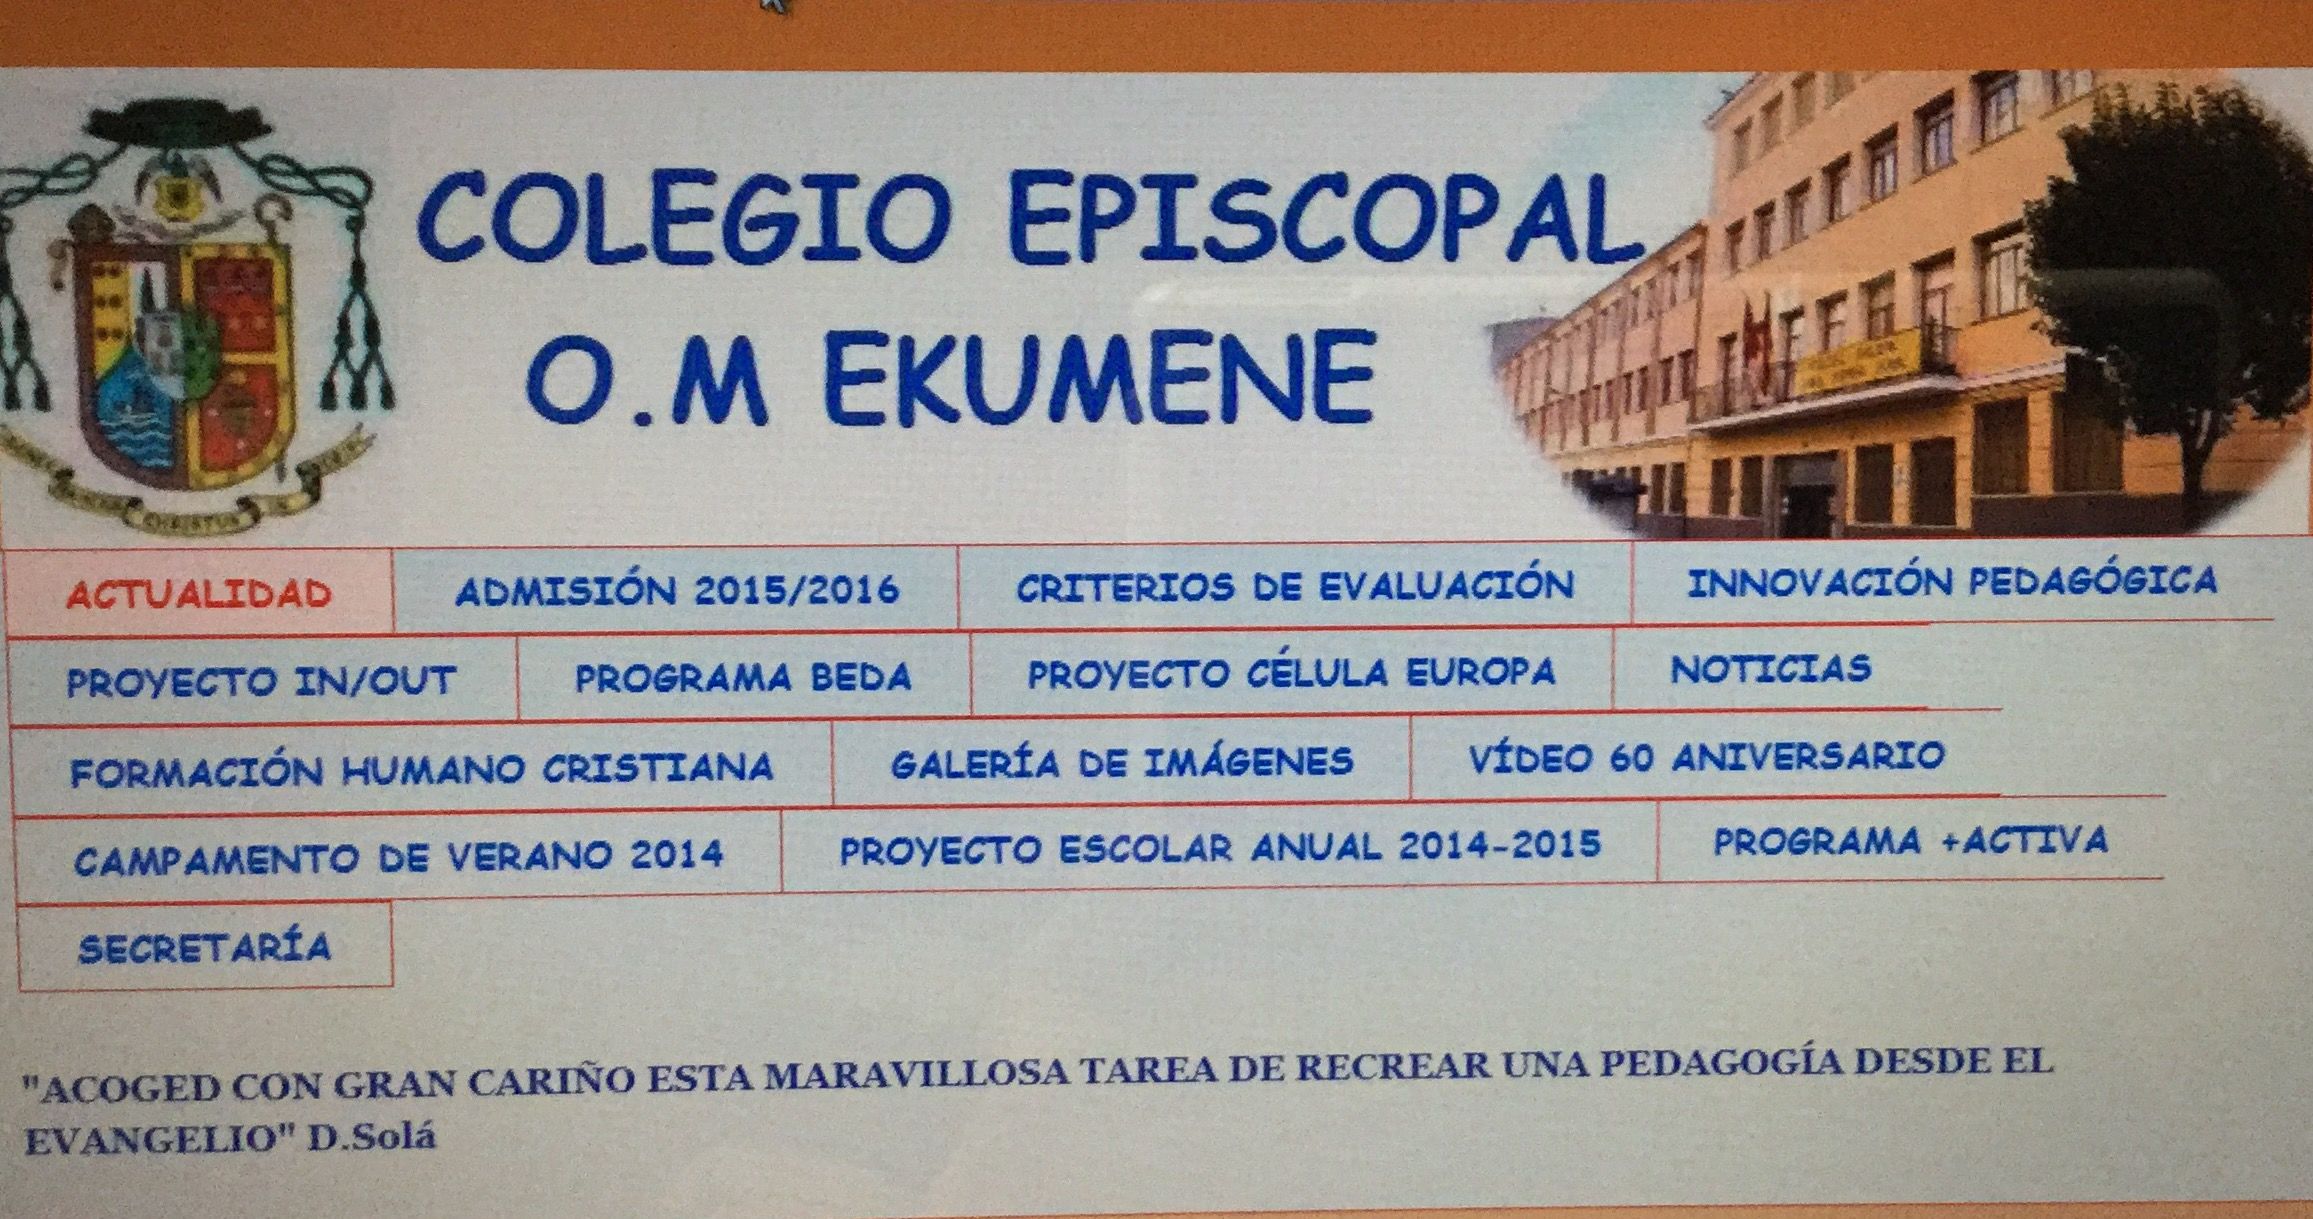 COLEGIO EPISCOPAL
O.M EKUMENE
CHRISTUS
ACTUALIDAD
ADMISIÓN 2015/2016
CRITERIOS DE EVALUACIÓN
INNOVACIÓN PEDAGÓGICA
PROYECTO IN/OUT
PROGRAMA BEDA
PROYECTO CÉLULA EUROPA
NOTICIAS
FORMACIÓN HUMANO CRISTIANA
GALERÍA DE IMÁGENES
VÍDEO 60 ANIVERSARIO
CAMPAMENTO DE VERANO 2014
PROYECTO ESCOLAR ANUAL 2014-2015
PROGRAMA +ACTIVA
SECRETARÍA
"ACOGED CON GRAN CARIÑO ESTA MARAVILLOSA TAREA DE RECREAR UNA PEDAGOGÍA DESDE EL
EVANGELIO" D.Solá